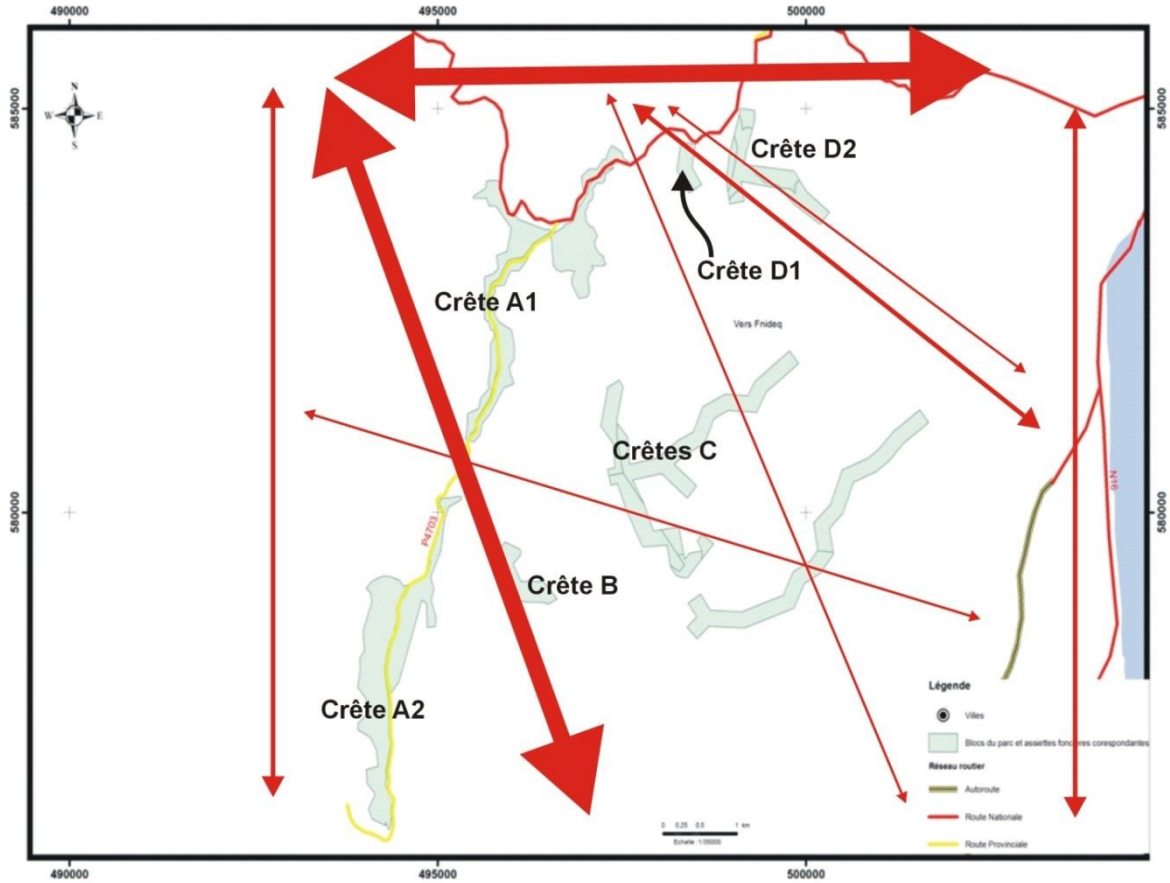 490000
495000
500000
N
W
E
S
585000
585000
Crête D2
Crête D1
Crête A1
Vers Fnideq
Crêtes C
580000
580000
P4703
N16
Crête B
Crête A2
Légende
Villes
Blocs du parc et assiettes foncières corespondantes
Réseau routier
Autoroute
Route Nationale
Route Provinciale
0 0.25 0.5 1 km
Echelle : 1/35000
490000
495000
500000